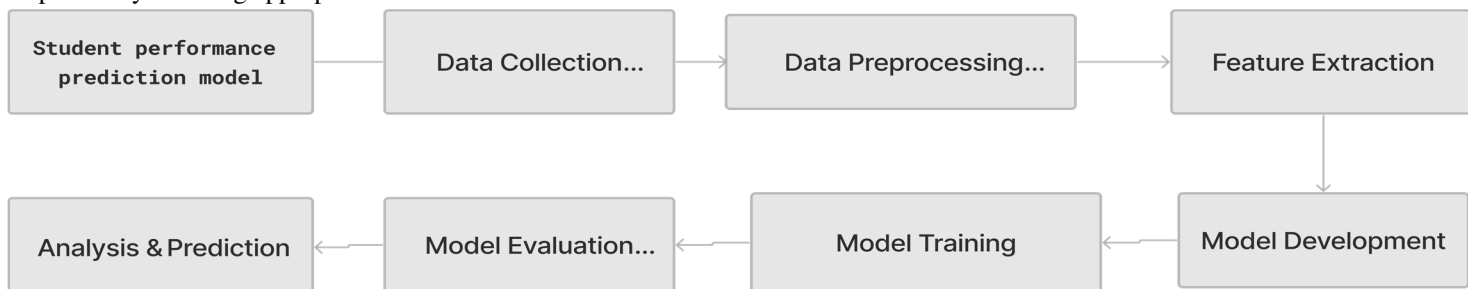 Student performance
prediction model
Data Collection...
Data Preprocessing...
Feature Extraction
Analysis & Prediction
Model Evaluation...
Model Training
Model Development